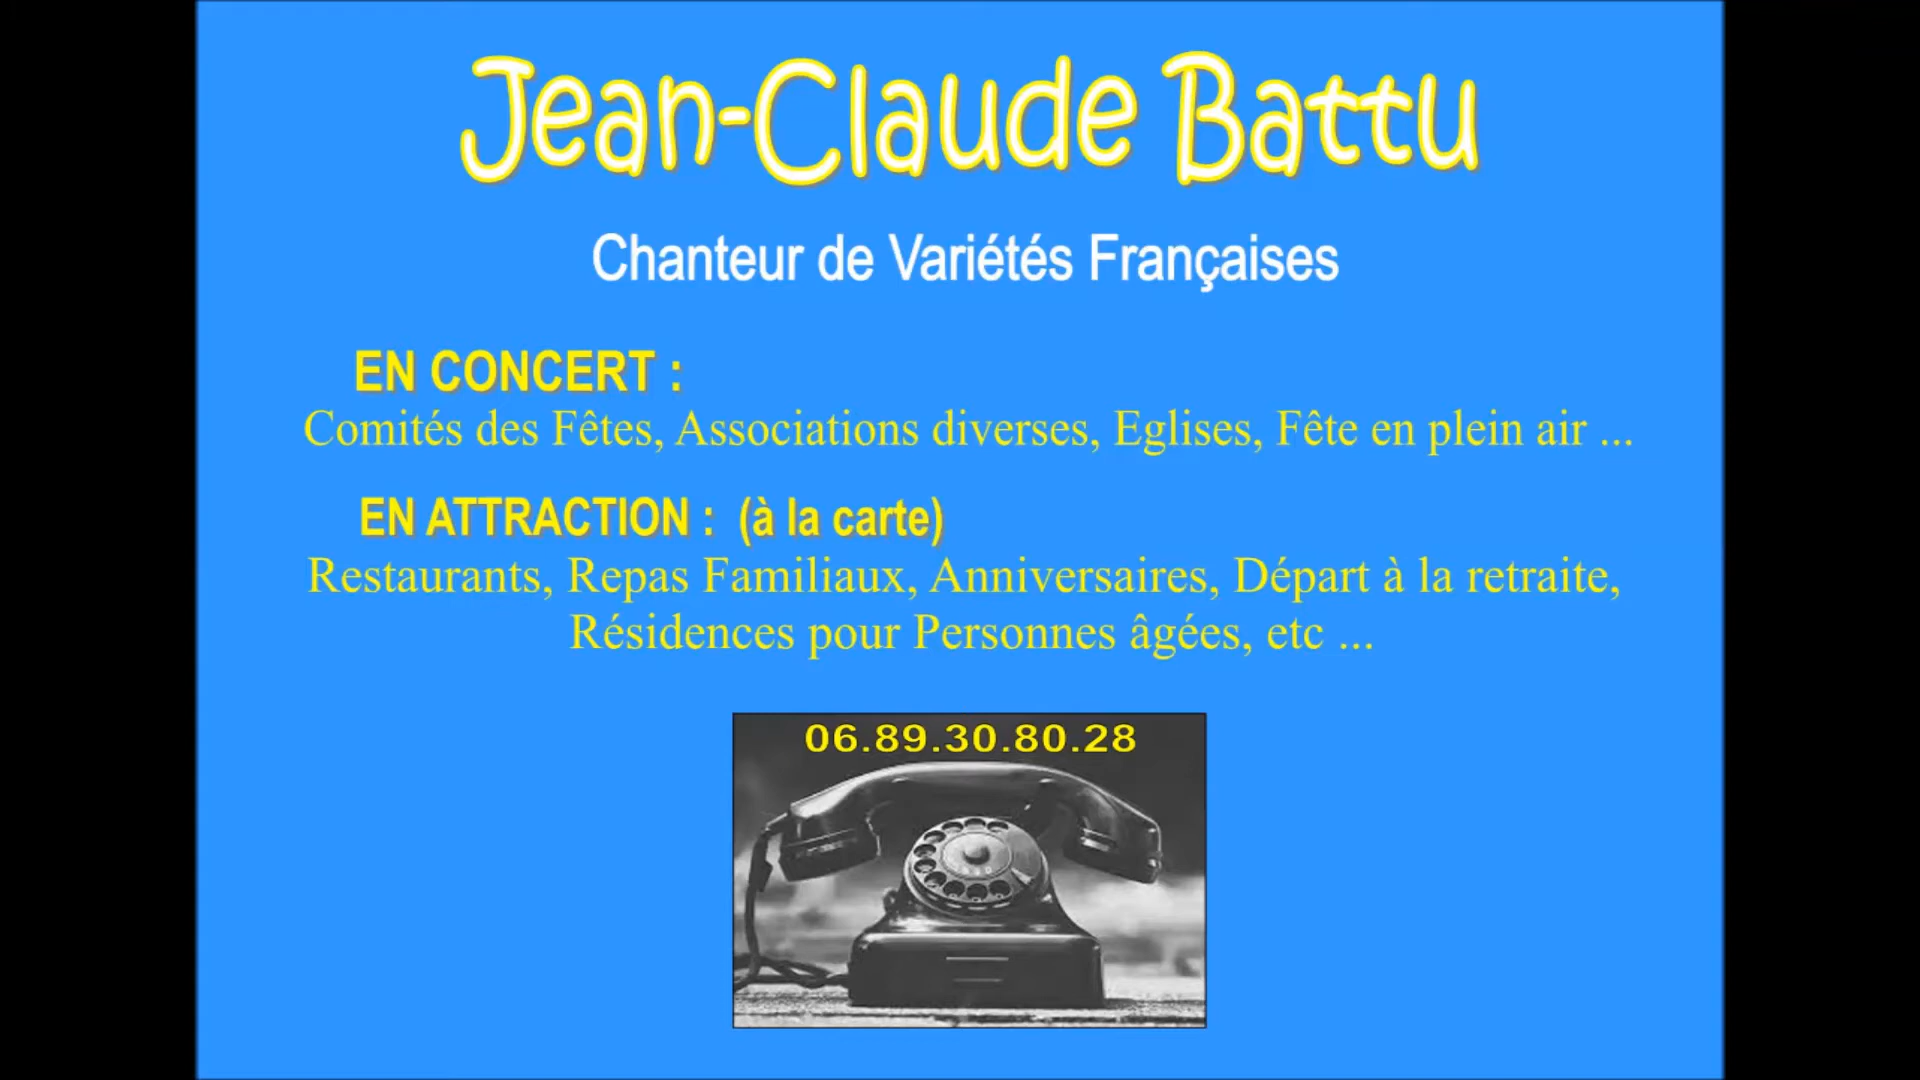 Jean-Claude Battu
Chanteur de Variétés Françaises
EN CONCERT :
Comités des Fêtes, Associations diverses, Eglises, Fête en plein air ...
EN ATTRACTION : (à la carte)
Restaurants, Repas Familiaux, Anniversaires, Départ à la retraite,
Résidences pour Personnes âgées, etc ...
06.89.30.80.28